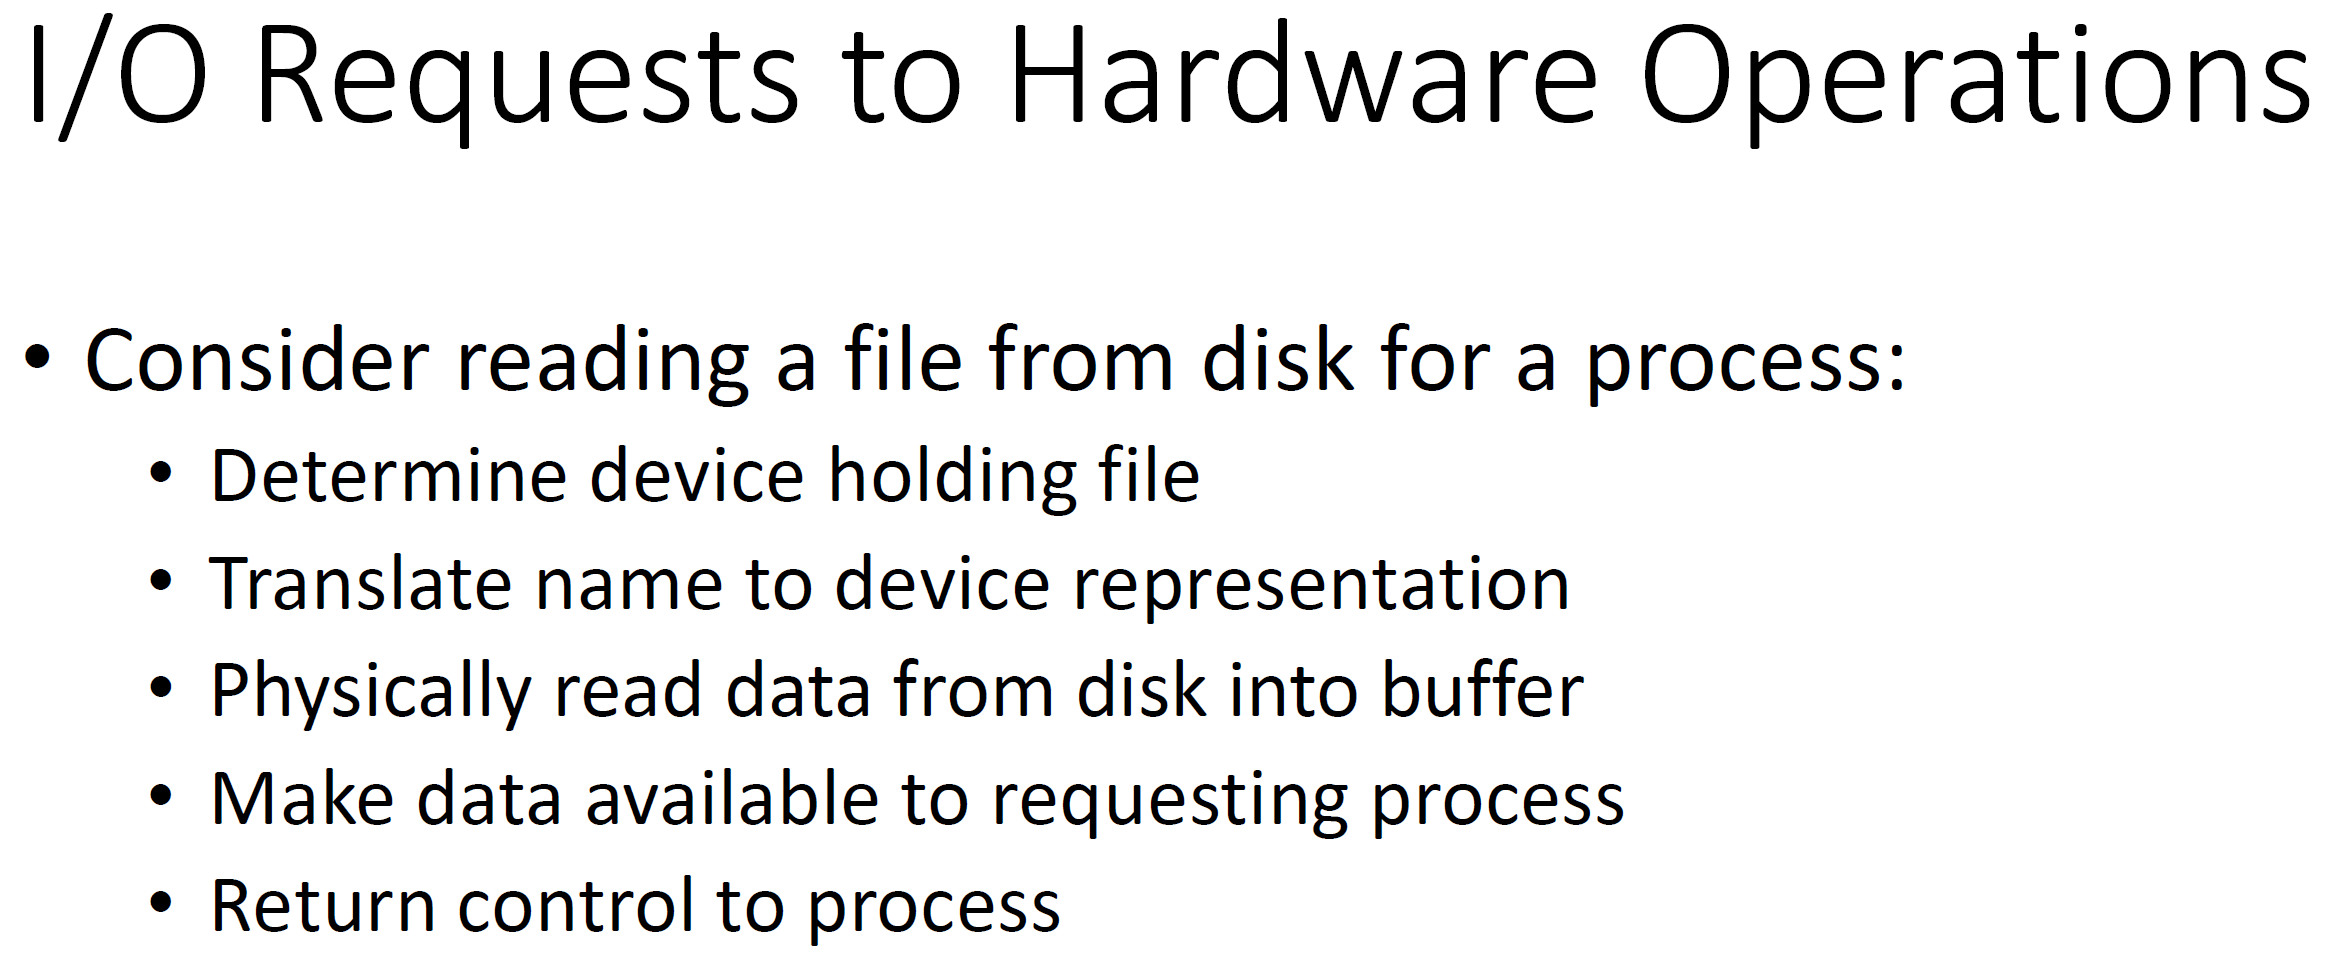 I/O Requests to Hardware Operations
• Consider reading a file from disk for a process:
• Determine device holding file
• Translate name to device representation
• Physically read data from disk into buffer
• Make data available to requesting process
• Return control to process